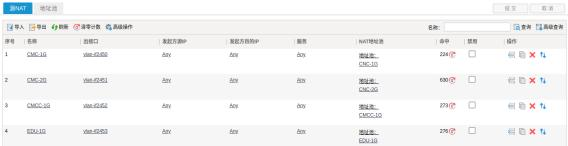 源NAT 地址池 提 交 取 消
导入 导出 刷新 清零计数 高级操作 名称: 查询 高级查询
序号 名称 出接口 发起方源IP 发起方目的IP 服务 NAT地址池 命中 禁用 操作
1 CMC-1G vlan-if2450 Any Any Any 地址池: 224
CNC-1G
2 CMC-2G vlan-if2451 Any Any Any 地址池: 630
CNC-2G
3 CMCC-1G vlan-if2452 Any Any Any 地址池: 273
CMCC-1G
4 EDU-1G vlan-if2453 Any Any Any 地址池: 276
EDU-1G